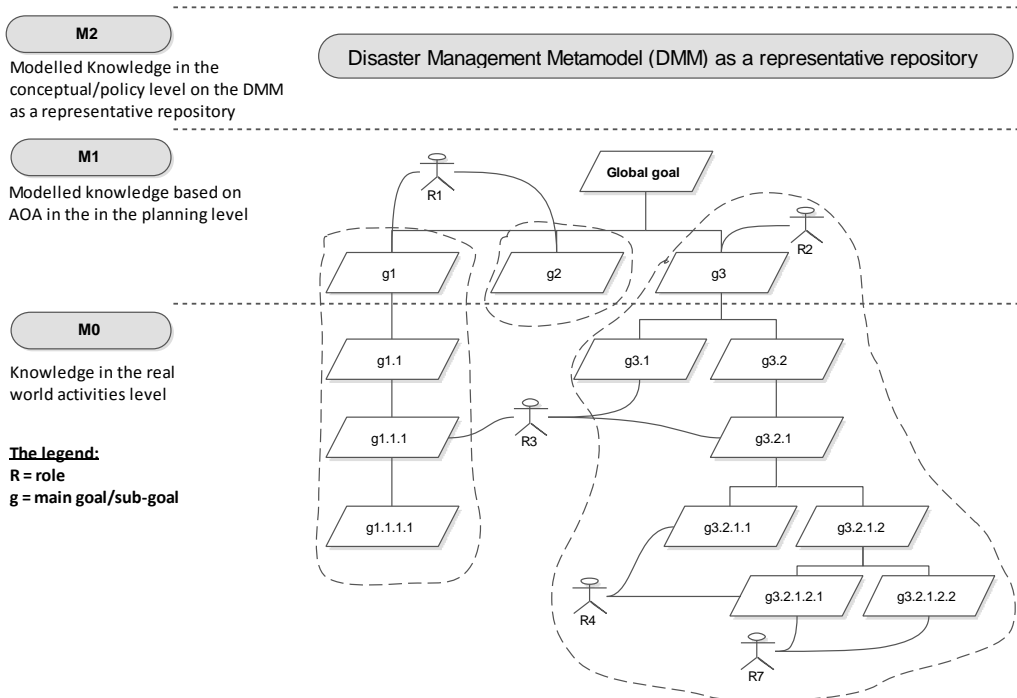 M2
Modelled Knowledge in the
conceptual/policy level on the DMM
as a representative repository
Disaster Management Metamodel (DMM) as a representative repository
M1
Modelled knowledge based on
AOA in the in the planning level
Global goal
R1
R2
g1
g2
g3
M0
Knowledge in the real
world activities level
g1.1
g3.1
g3.2
g1.1.1
R3
g3.2.1
The legend:
R = role
g = main goal/sub-goal
g1.1.1.1
g3.2.1.1
g3.2.1.2
R4
g3.2.1.2.1
g3.2.1.2.2
R7